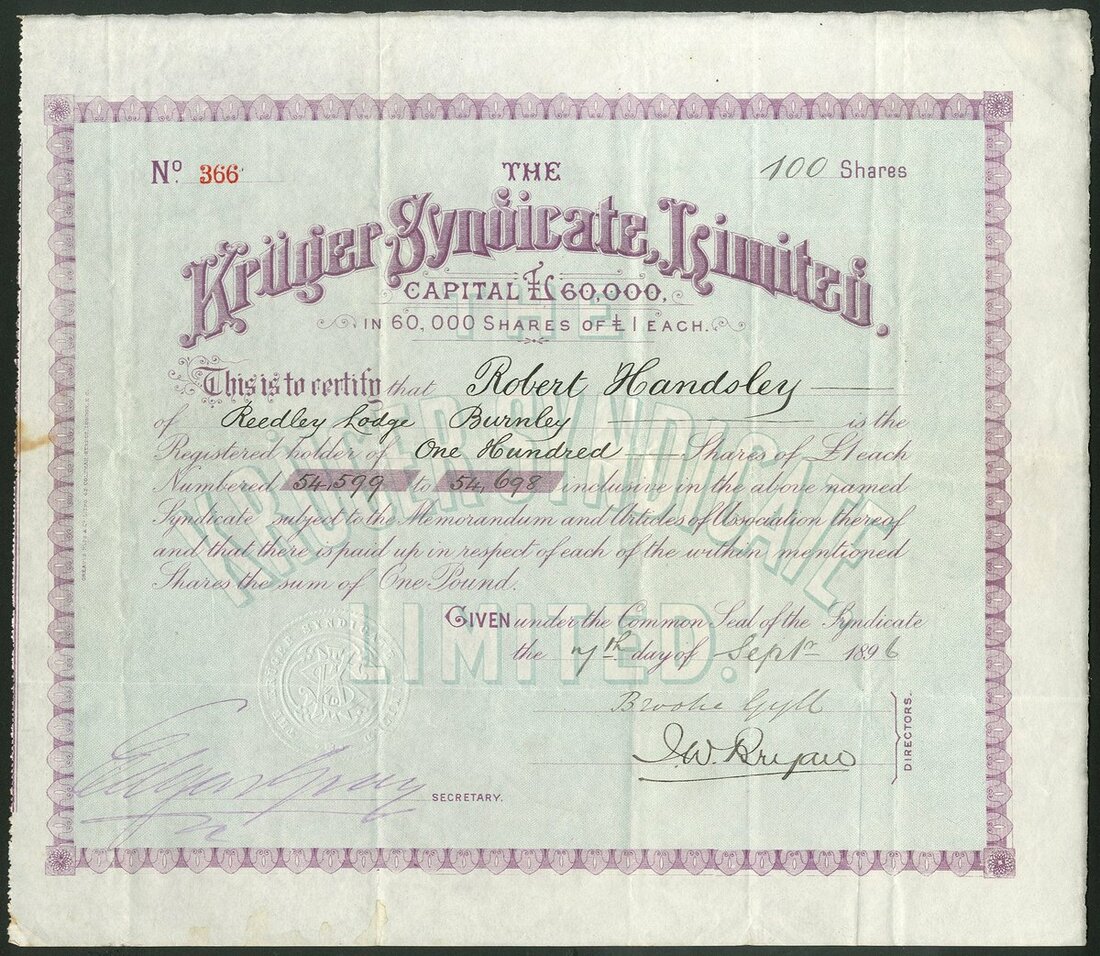 No. 366
100 Shares
THE
Krüger Syndicate, Limited.
CAPITAL £60,000,
IN 60,000 SHARES OF £1 EACH.
This is to certify that Robert Handsley
of Reedley Lodge Burnley is the
Registered holder of One Hundred Shares of £1 each
Numbered 54,599 to 54,698 inclusive in the above named
Syndicate subject to the Memorandum and Articles of Association thereof
and that there is paid up in respect of each of the within mentioned
Shares the sum of One Pound.
GIVEN under the Common Seal of the Syndicate
the 7th day of Septr 1896
DIRECTORS.
SECRETARY.
THE
KRÜGER SYNDICATE
LIMITED.